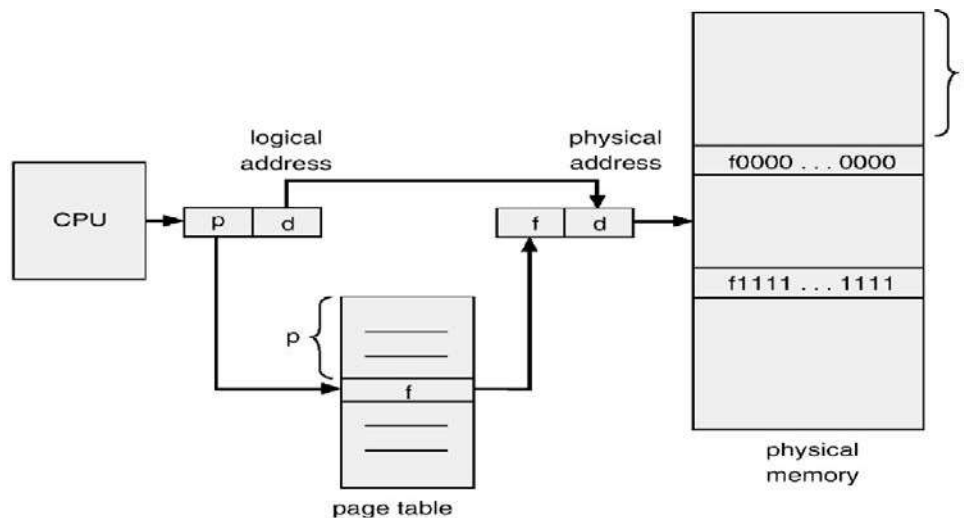 logical
address
physical
address
f0000 . . . 0000
CPU
p
d
f
d
f1111 . . . 1111
p
f
physical
memory
page table